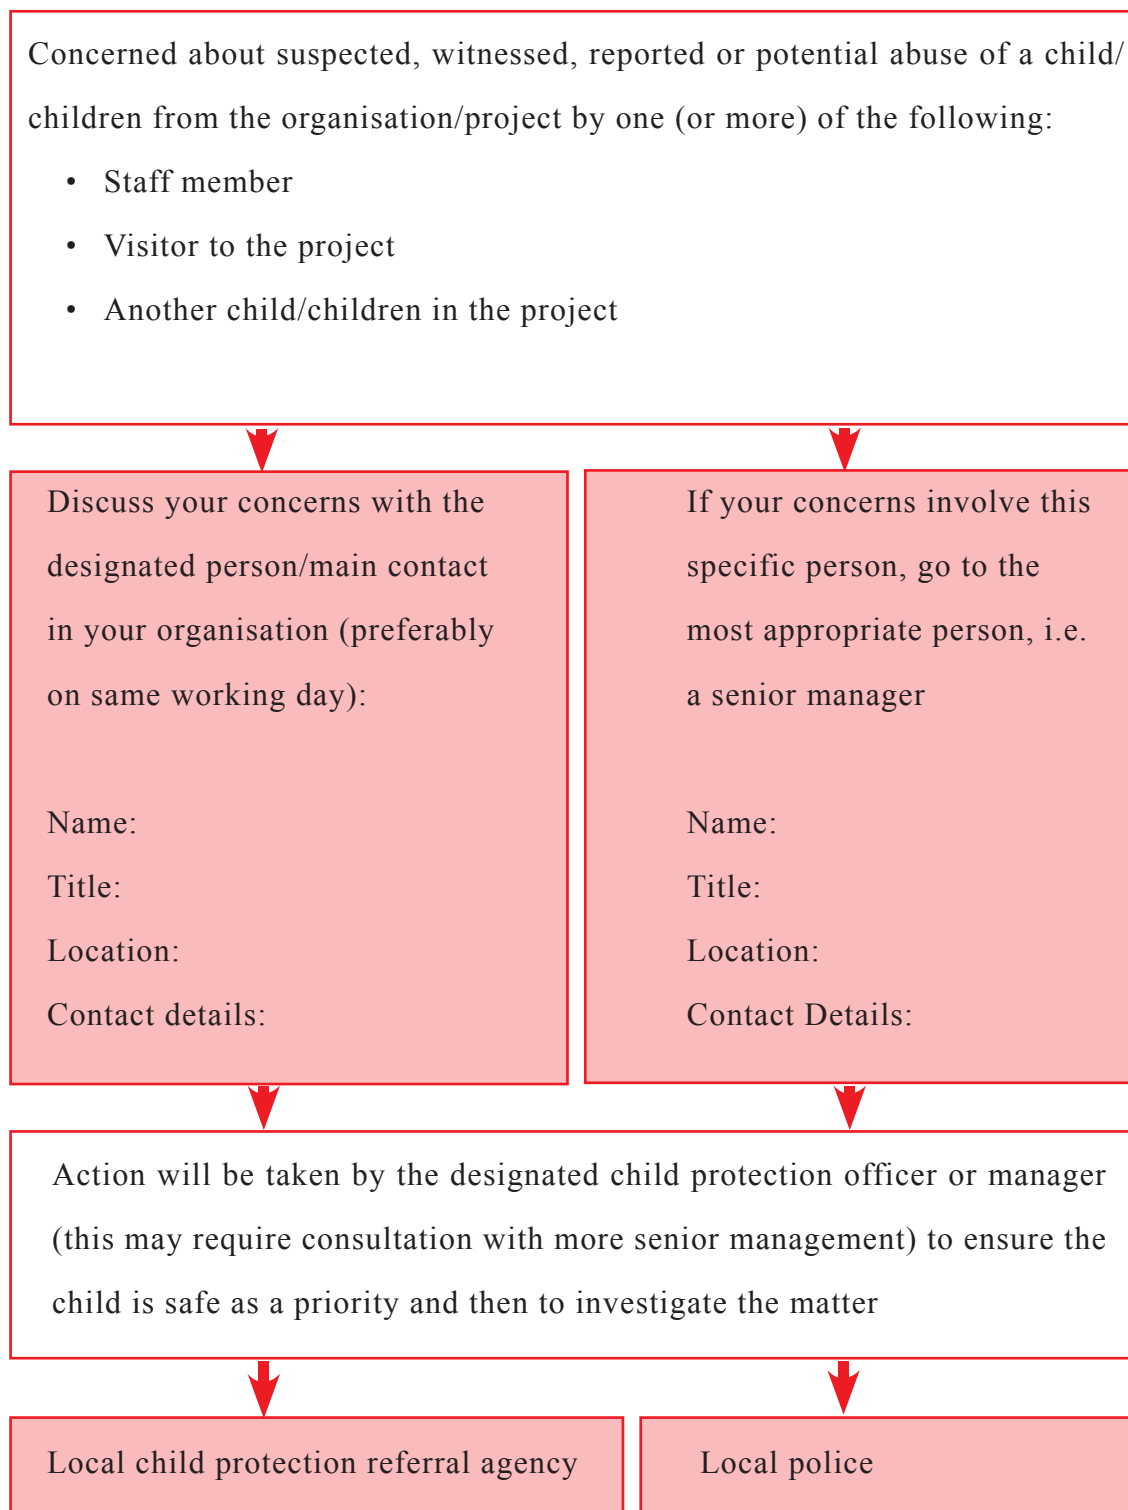 Concerned about suspected, witnessed, reported or potential abuse of a child/
children from the organisation/project by one (or more) of the following:
• Staff member
• Visitor to the project
• Another child/children in the project
Discuss your concerns with the
designated person/main contact
in your organisation (preferably
on same working day):
Name:
Title:
Location:
Contact details:
If your concerns involve this
specific person, go to the
most appropriate person, i.e.
a senior manager
Name:
Title:
Location:
Contact Details:
Action will be taken by the designated child protection officer or manager
(this may require consultation with more senior management) to ensure the
child is safe as a priority and then to investigate the matter
Local child protection referral agency
Local police